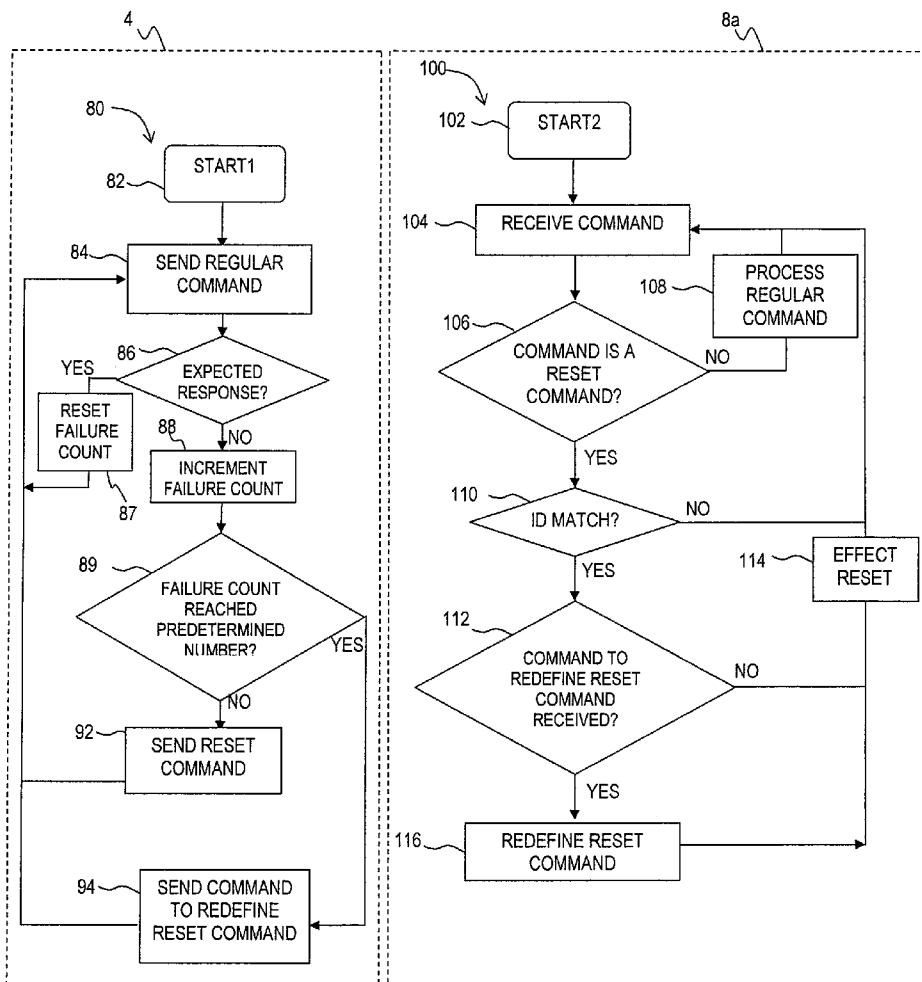 4
80
START1
82
84
SEND REGULAR
COMMAND
86
YES
EXPECTED
RESPONSE?
RESET
FAILURE
COUNT
88
NO
INCREMENT
FAILURE COUNT
87
89
FAILURE COUNT
REACHED
PREDETERMINED
NUMBER?
YES
NO
92
SEND RESET
COMMAND
94
SEND COMMAND
TO REDEFINE
RESET COMMAND
8a
100
102
START2
104
RECEIVE COMMAND
108
PROCESS
REGULAR
COMMAND
106
COMMAND IS A
RESET
COMMAND?
NO
YES
110
ID MATCH?
NO
YES
114
EFFECT
RESET
112
COMMAND TO
REDEFINE RESET
COMMAND
RECEIVED?
NO
YES
116
REDEFINE RESET
COMMAND